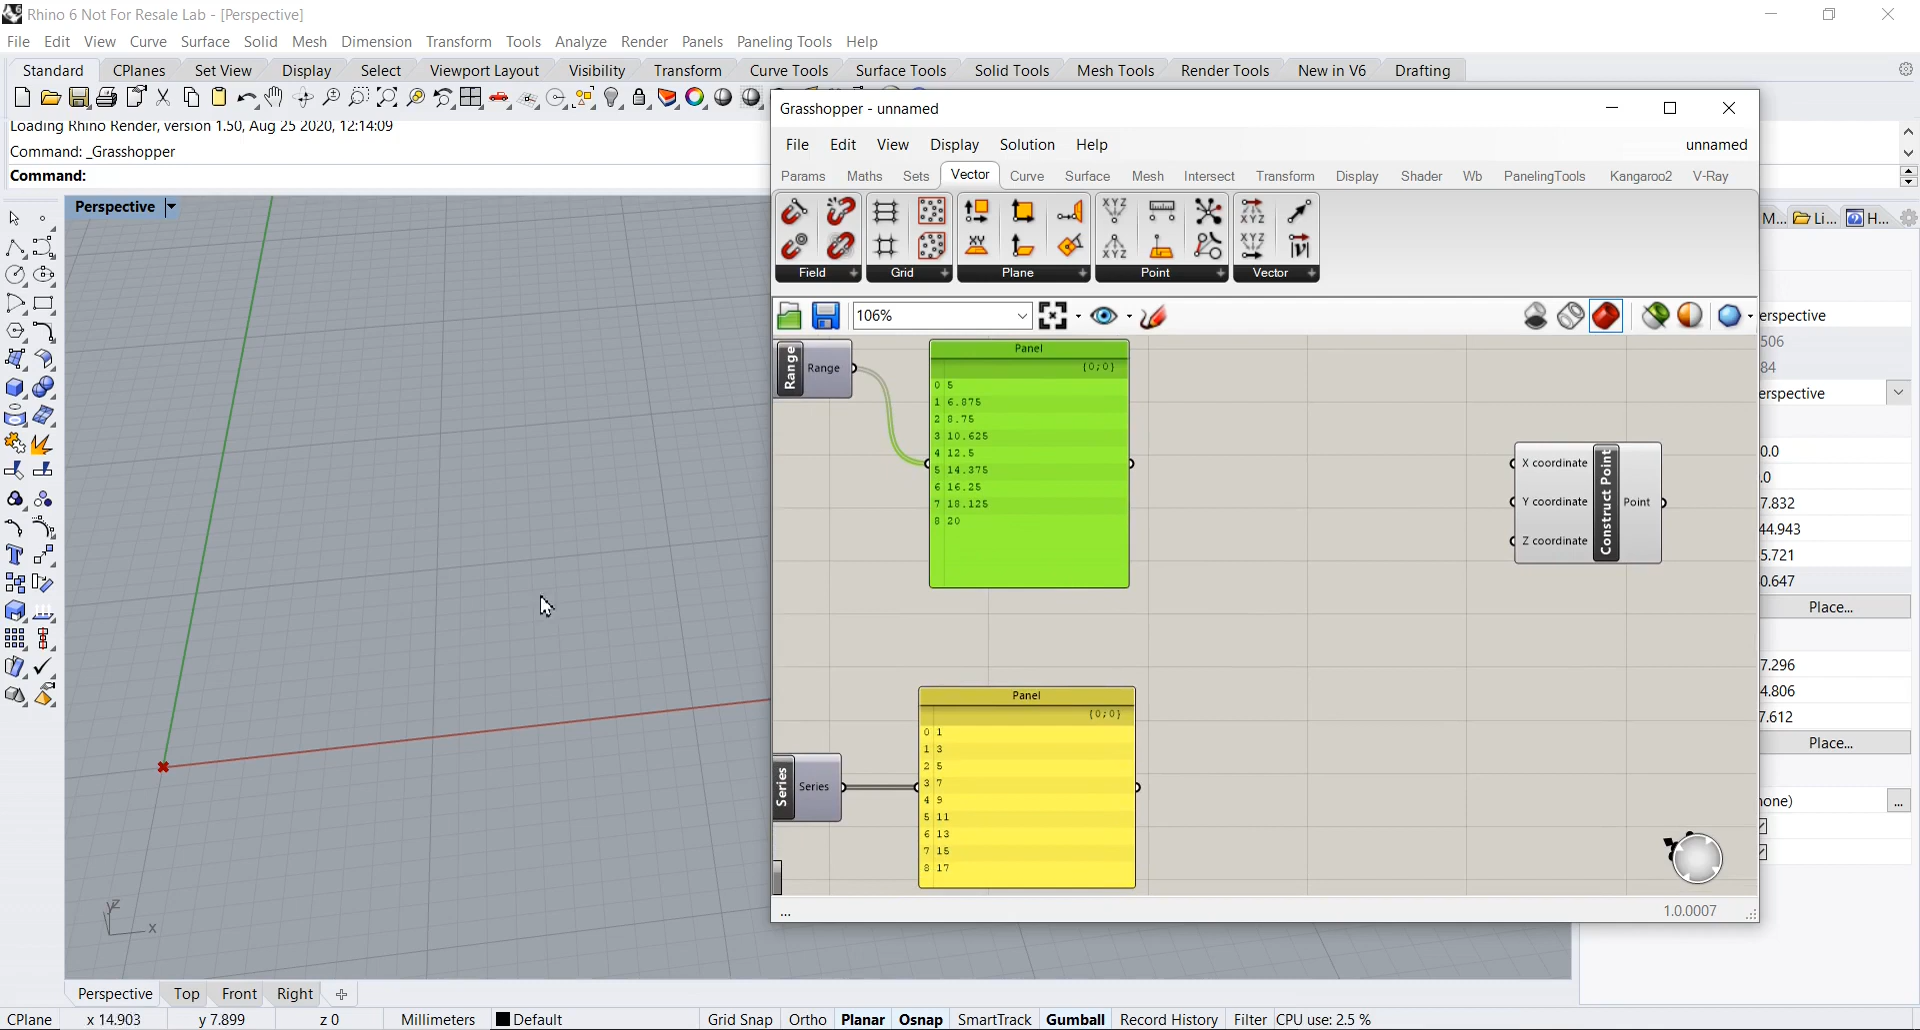 Rhino 6 Not For Resale Lab - [Perspective]
File Edit View Curve Surface Solid Mesh Dimension Transform Tools Analyze Render Panels Paneling Tools Help
Standard CPlanes Set View Display Select Viewport Layout Visibility Transform Curve Tools Surface Tools Solid Tools Mesh Tools Render Tools New in V6 Drafting
Loading Rhino Render, version 1.50, Aug 25 2020, 12:14:09
Command: _Grasshopper
Command:
Perspective
Grasshopper - unnamed
File Edit View Display Solution Help unnamed
Params Maths Sets Vector Curve Surface Mesh Intersect Transform Display Shader Wb PanelingTools Kangaroo2 V-Ray
XYZ XYZ
XY XYZ XYZ
Field Grid Plane Point Vector
106%
Range Range
Panel
{0;0}
0 5
1 6.875
2 8.75
3 10.625
4 12.5
5 14.375
6 16.25
7 18.125
8 20
X coordinate
Y coordinate
Z coordinate
Construct Point
Point
Panel
{0;0}
0 1
1 3
2 5
3 7
4 9
5 11
6 13
7 15
8 17
Series Series
...
1.0.0007
M... Li... H...
erspective
506
84
erspective
0.0
.0
7.832
44.943
5.721
0.647
Place...
7.296
4.806
7.612
Place...
one)
...
z
x
Perspective Top Front Right
CPlane x 14.903 y 7.899 z 0 Millimeters Default Grid Snap Ortho Planar Osnap SmartTrack Gumball Record History Filter CPU use: 2.5 %